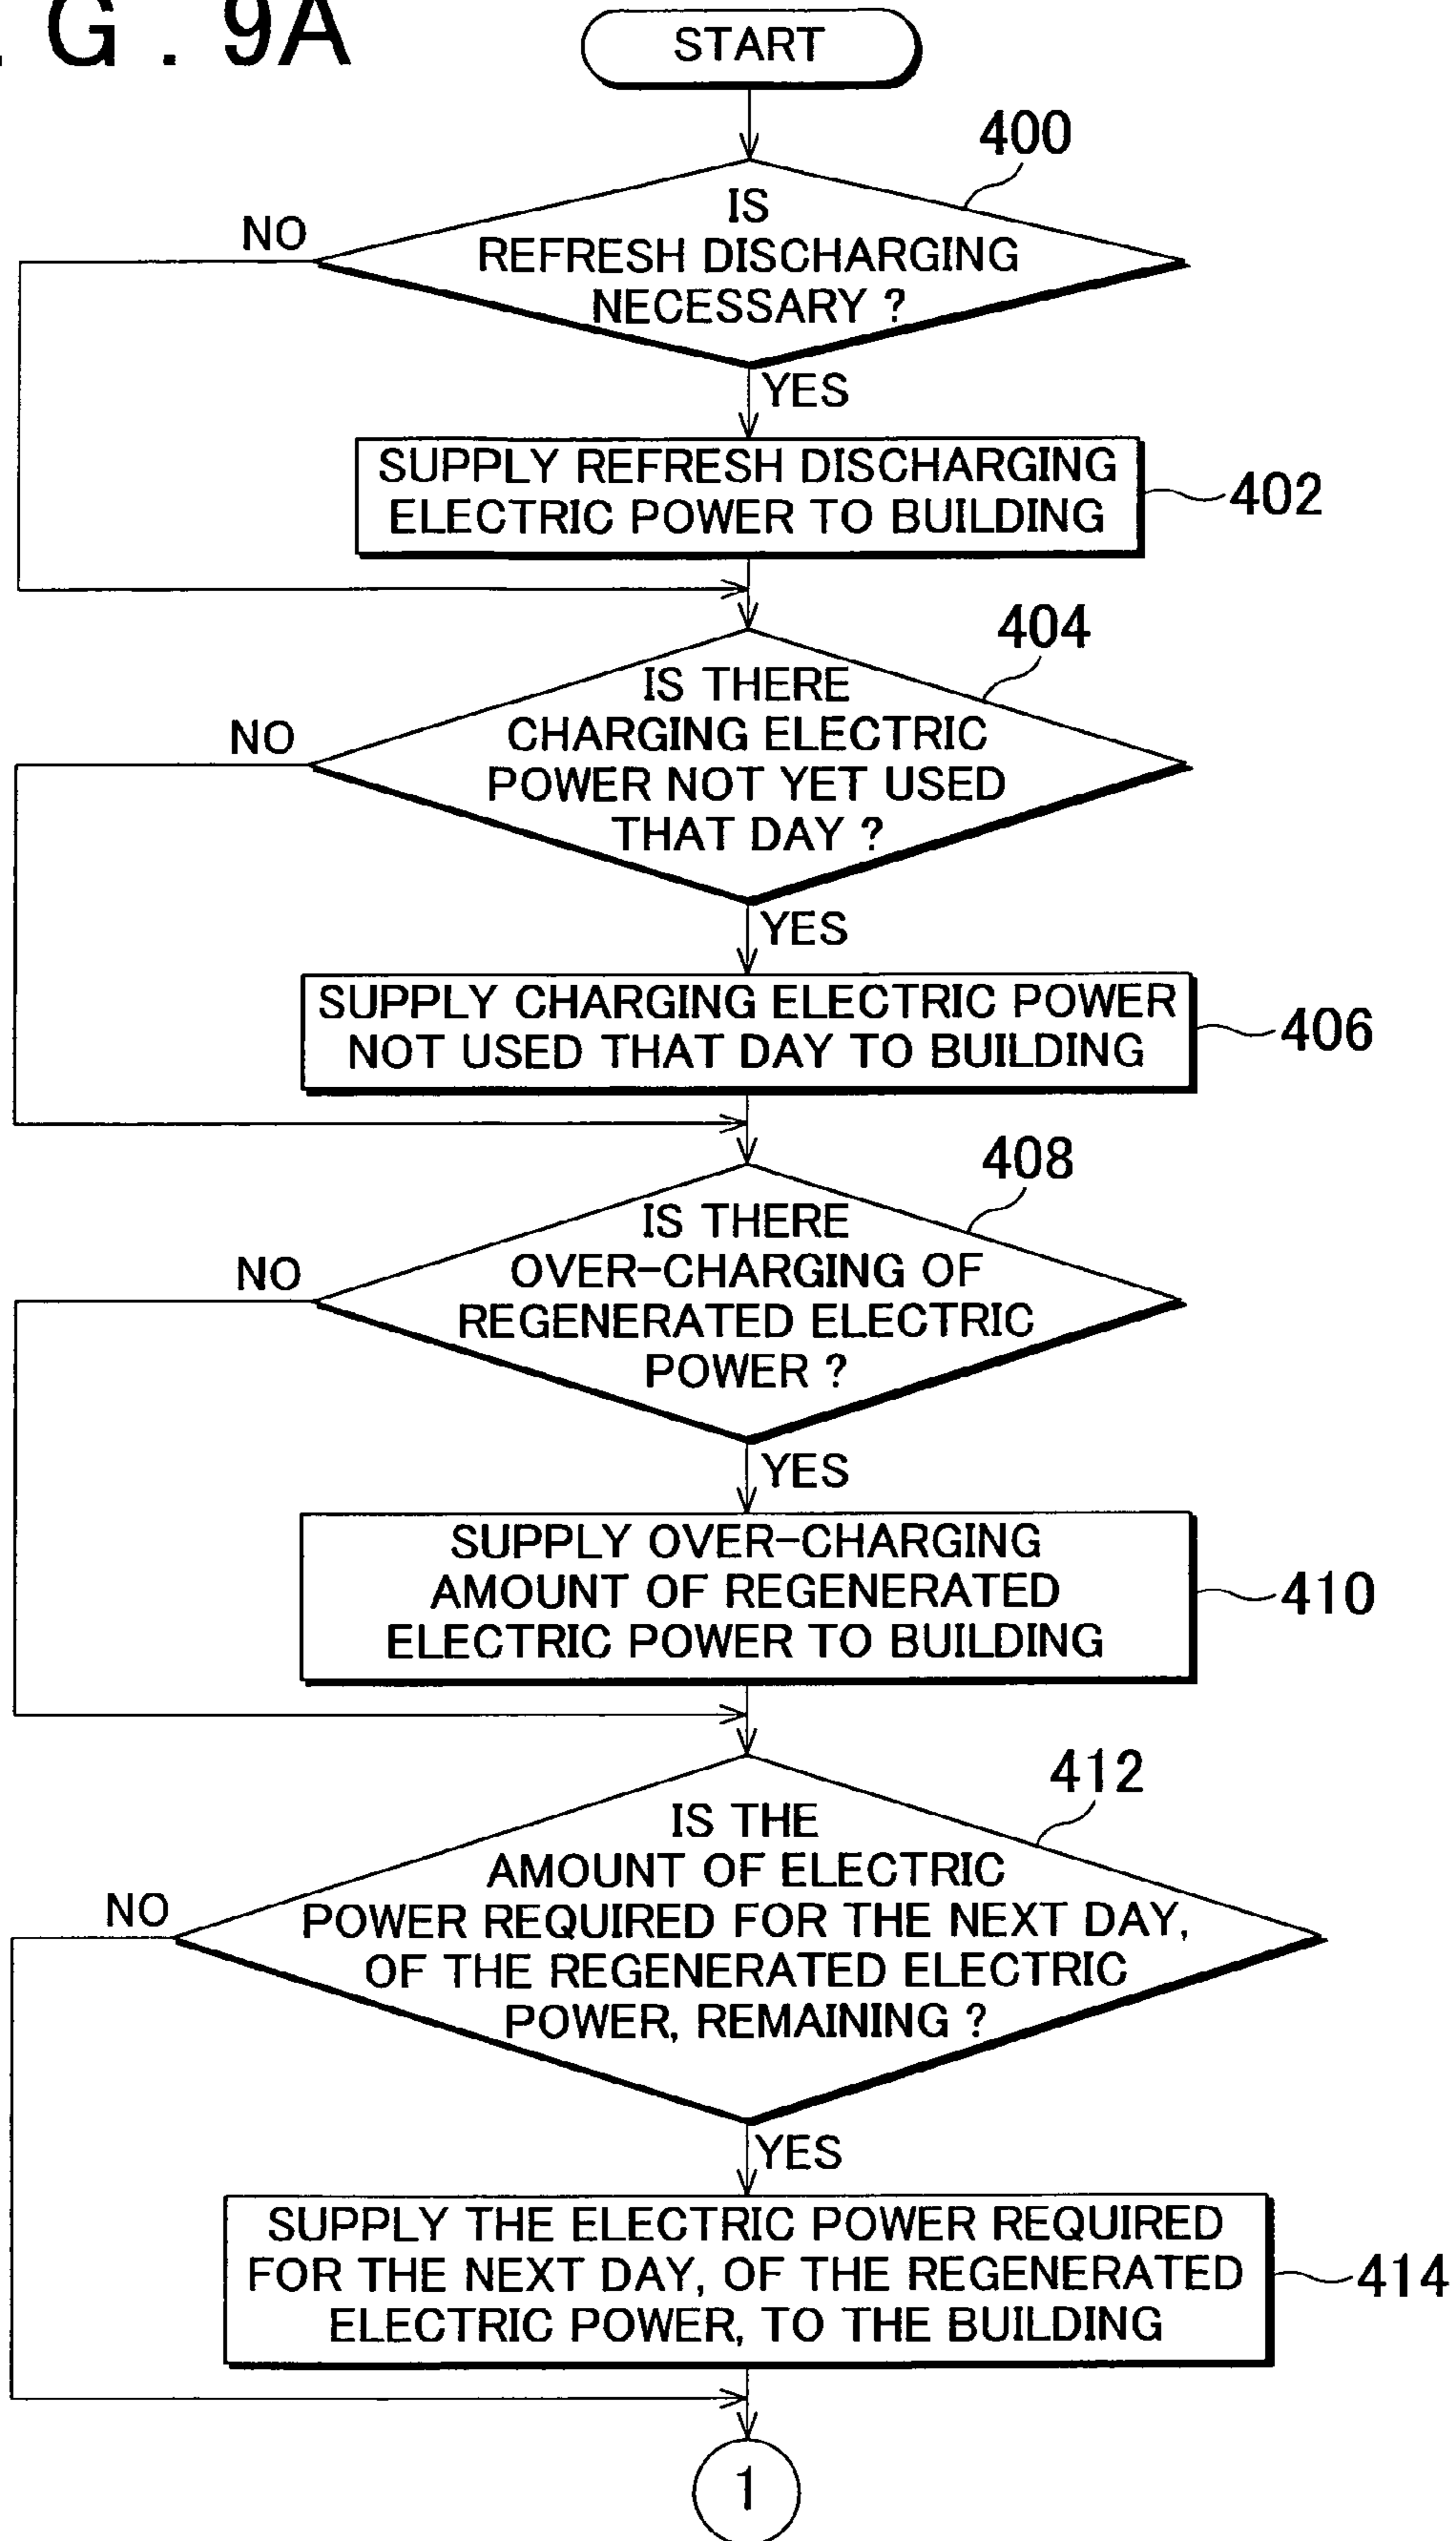 G . 9A
START
400
IS
REFRESH DISCHARGING
NECESSARY ?
NO
YES
SUPPLY REFRESH DISCHARGING
ELECTRIC POWER TO BUILDING
402
404
IS THERE
CHARGING ELECTRIC
POWER NOT YET USED
THAT DAY ?
NO
YES
SUPPLY CHARGING ELECTRIC POWER
NOT USED THAT DAY TO BUILDING
406
408
IS THERE
OVER-CHARGING OF
REGENERATED ELECTRIC
POWER ?
NO
YES
SUPPLY OVER-CHARGING
AMOUNT OF REGENERATED
ELECTRIC POWER TO BUILDING
410
412
IS THE
AMOUNT OF ELECTRIC
POWER REQUIRED FOR THE NEXT DAY,
OF THE REGENERATED ELECTRIC
POWER, REMAINING ?
NO
YES
SUPPLY THE ELECTRIC POWER REQUIRED
FOR THE NEXT DAY, OF THE REGENERATED
ELECTRIC POWER, TO THE BUILDING
414
1